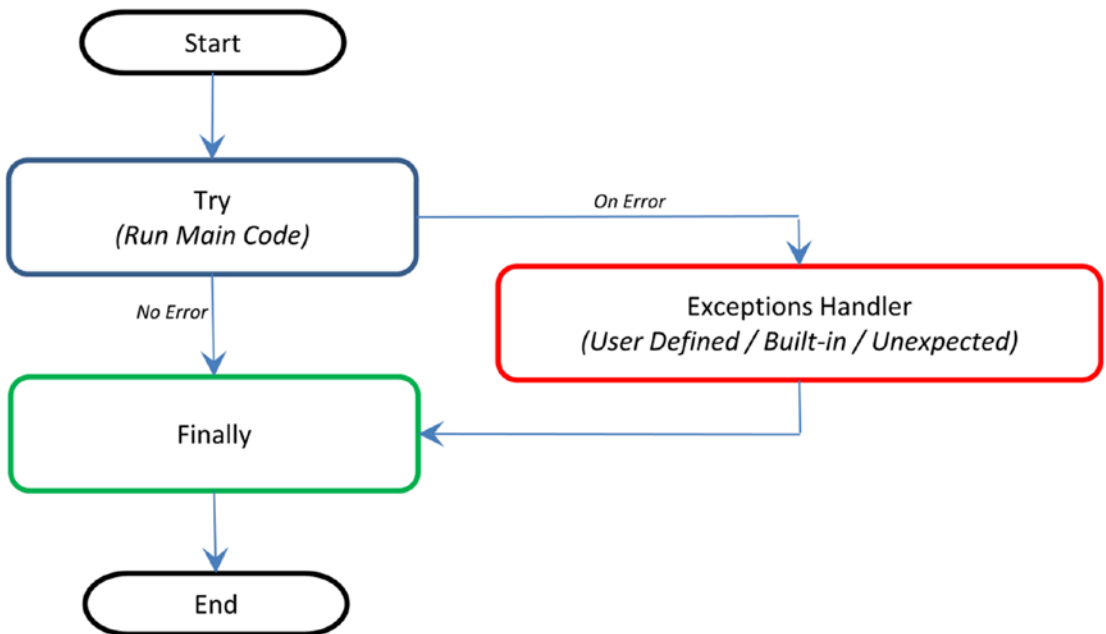 Start
Try
(Run Main Code)
On Error
No Error
Exceptions Handler
(User Defined / Built-in / Unexpected)
Finally
End